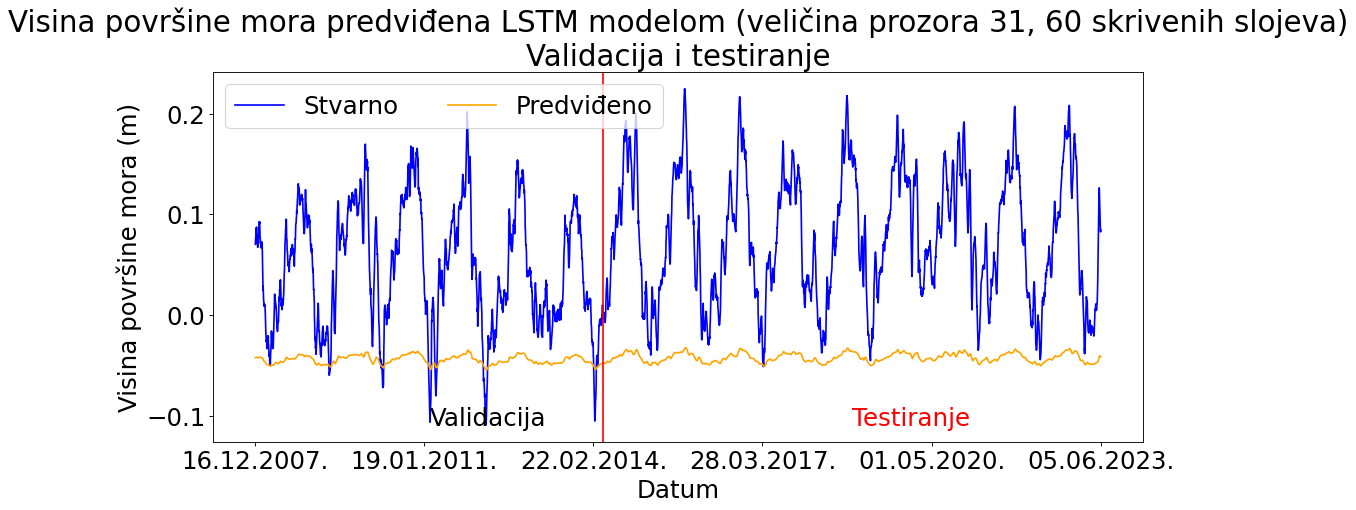 Visina površine mora predviđena LSTM modelom (veličina prozora 31, 60 skrivenih slojeva)
Validacija i testiranje
Stvarno
Predviđeno
Visina površine mora (m)
0.2
0.1
0.0
−0.1
Validacija
Testiranje
16.12.2007.
19.01.2011.
22.02.2014.
28.03.2017.
01.05.2020.
05.06.2023.
Datum